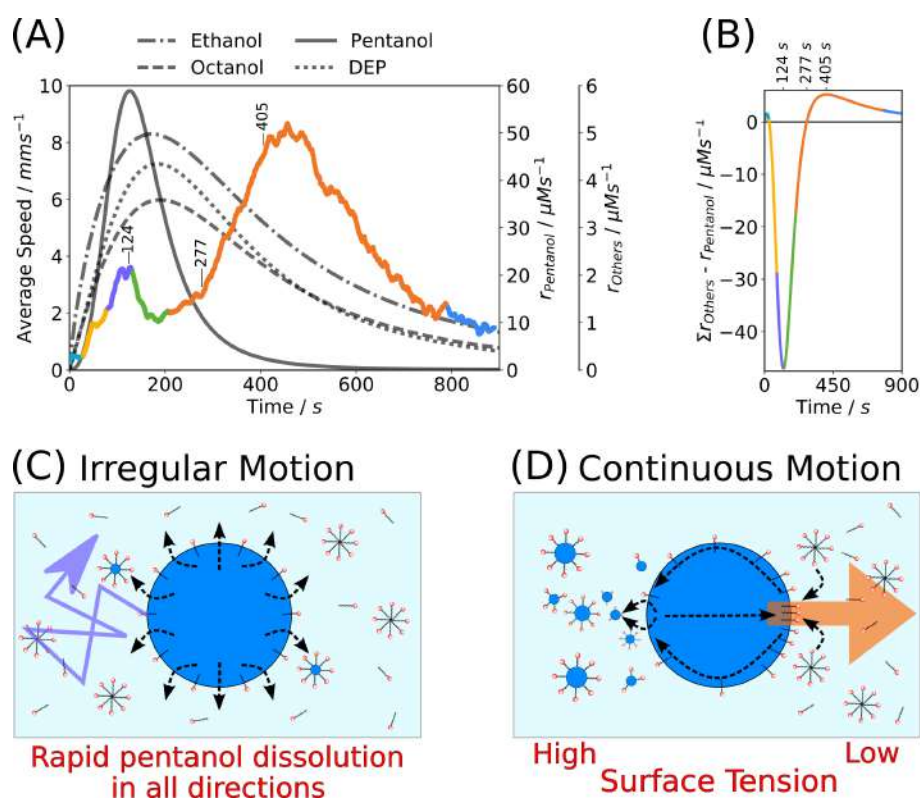 (A)
Ethanol
Pentanol
Octanol
DEP
10
8
6
4
2
0
Average Speed / mms⁻¹
0
200
400
600
800
Time / s
124
277
405
60
50
40
30
20
10
0
r_Pentanol / μMs⁻¹
6
5
4
3
2
1
0
r_Others / μMs⁻¹
(B)
124 s
277 s
405 s
0
−10
−20
−30
−40
Σr_Others - r_Pentanol / μMs⁻¹
0
450
900
Time / s
(C) Irregular Motion
Rapid pentanol dissolution
in all directions
(D) Continuous Motion
High
Low
Surface Tension